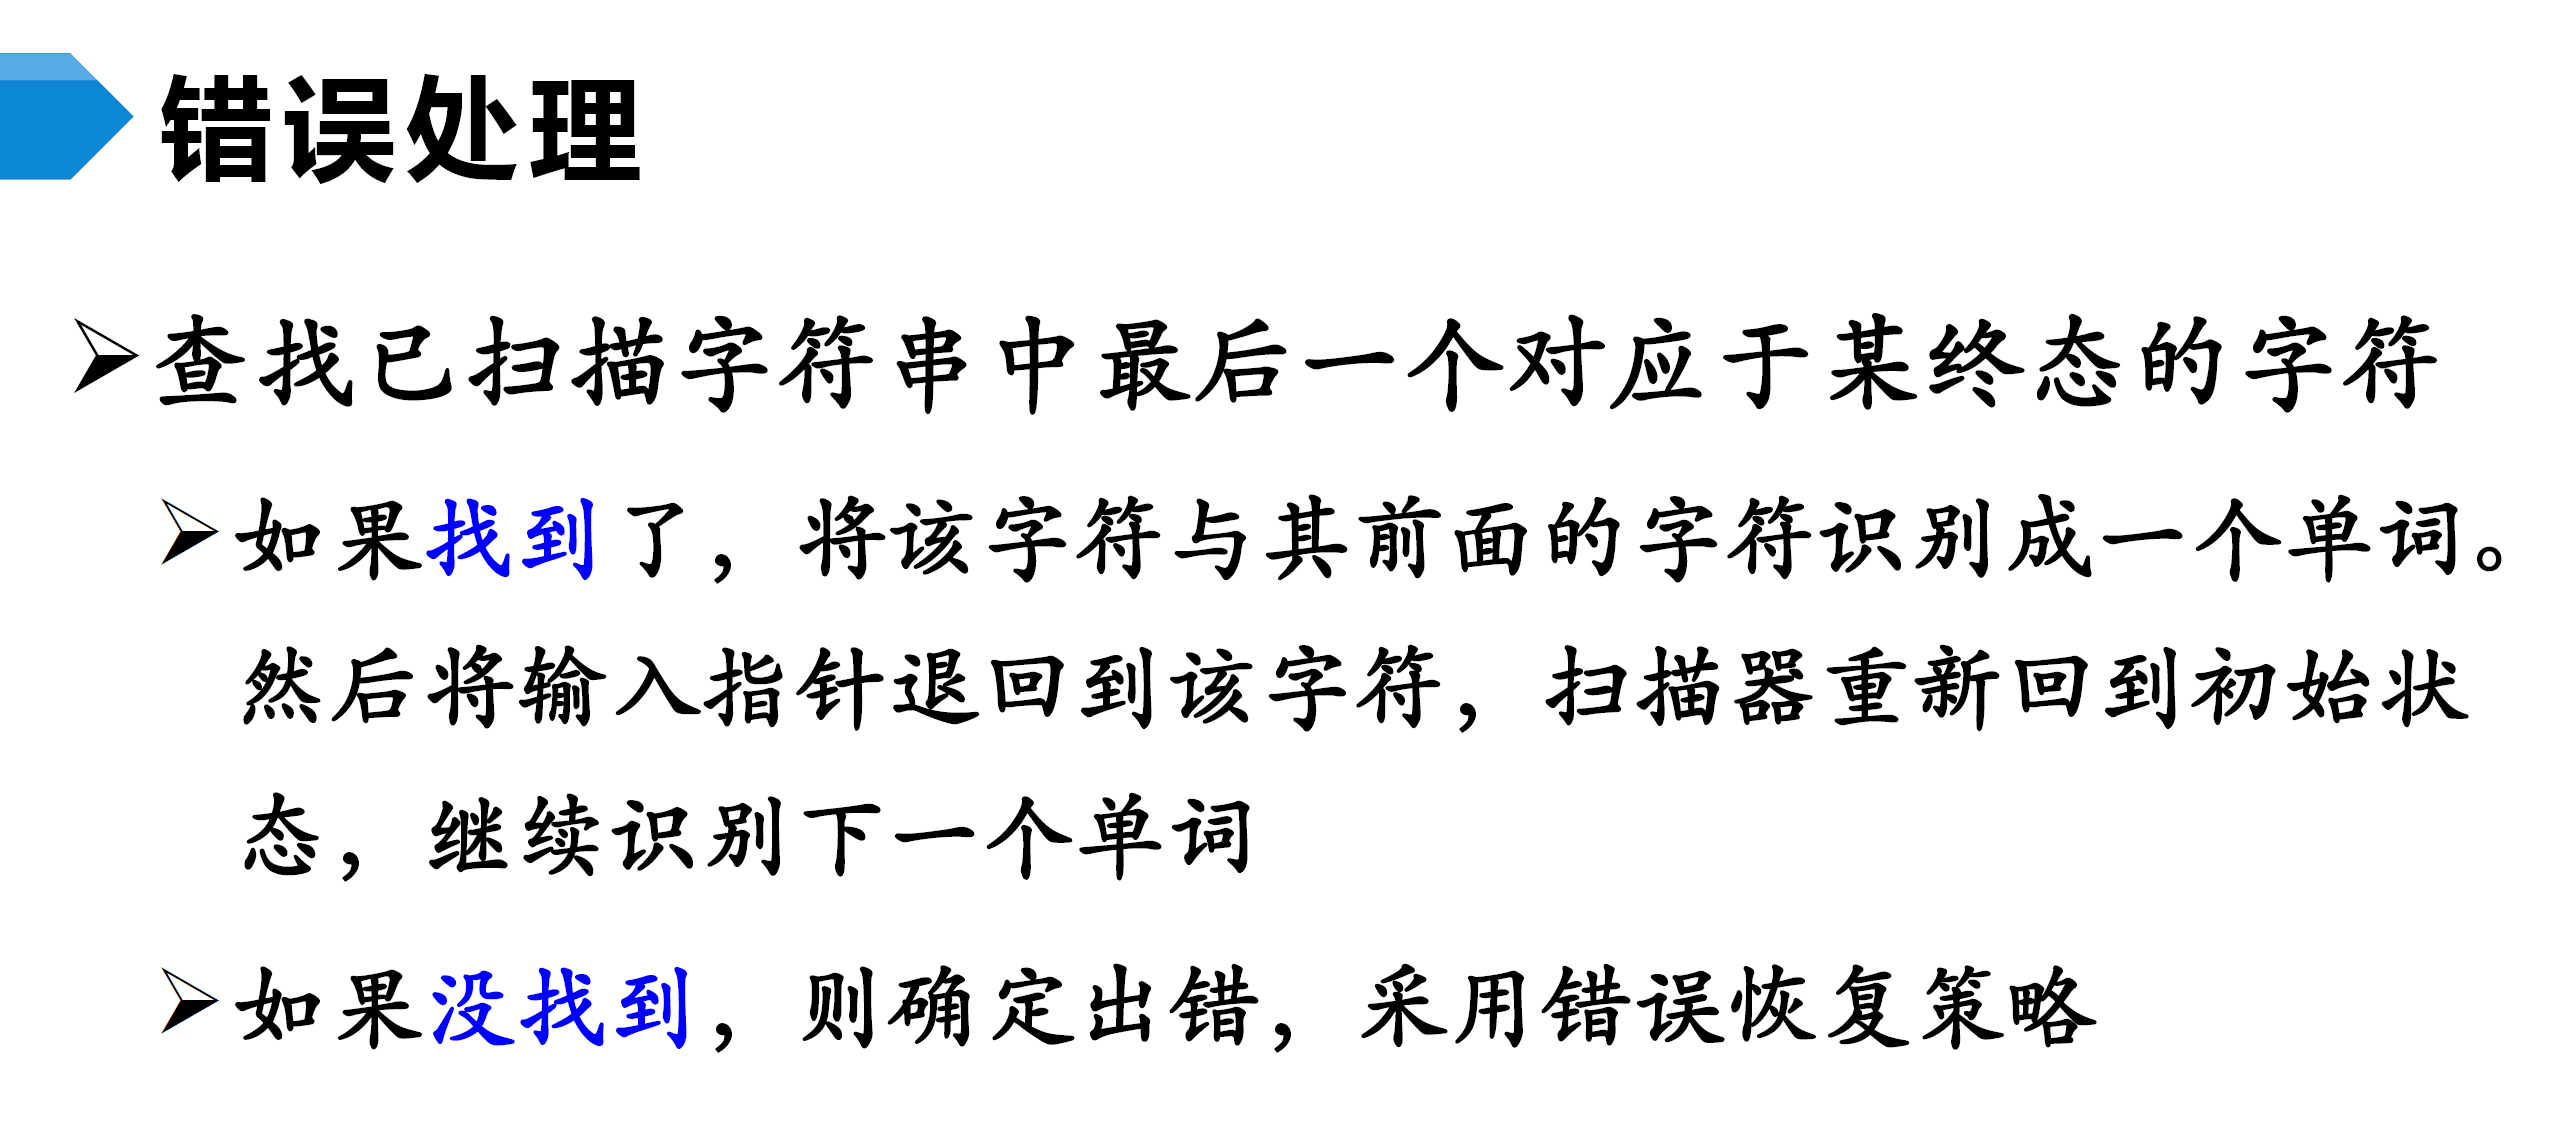 错误处理
➢查找已扫描字符串中最后一个对应于某终态的字符
➢如果找到了，将该字符与其前面的字符识别成一个单词。
然后将输入指针退回到该字符，扫描器重新回到初始状
态，继续识别下一个单词
➢如果没找到，则确定出错，采用错误恢复策略